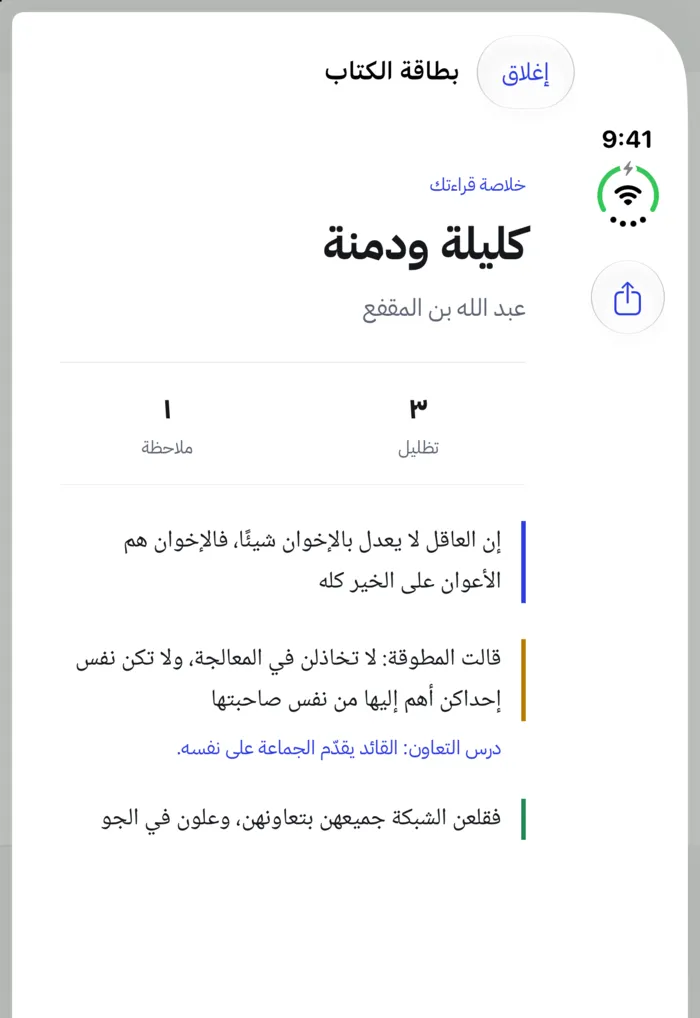 إغلاق
بطاقة الكتاب
9:41
خلاصة قراءتك
كليلة ودمنة
عبد الله بن المقفع
٣
تظليل
١
ملاحظة
إن العاقل لا يعدل بالإخوان شيئًا، فالإخوان هم
الأعوان على الخير كله
قالت المطوقة: لا تخاذلن في المعالجة، ولا تكن نفس
إحداكن أهم إليها من نفس صاحبتها
درس التعاون: القائد يقدّم الجماعة على نفسه.
فقلعن الشبكة جميعهن بتعاونهن، وعلون في الجو